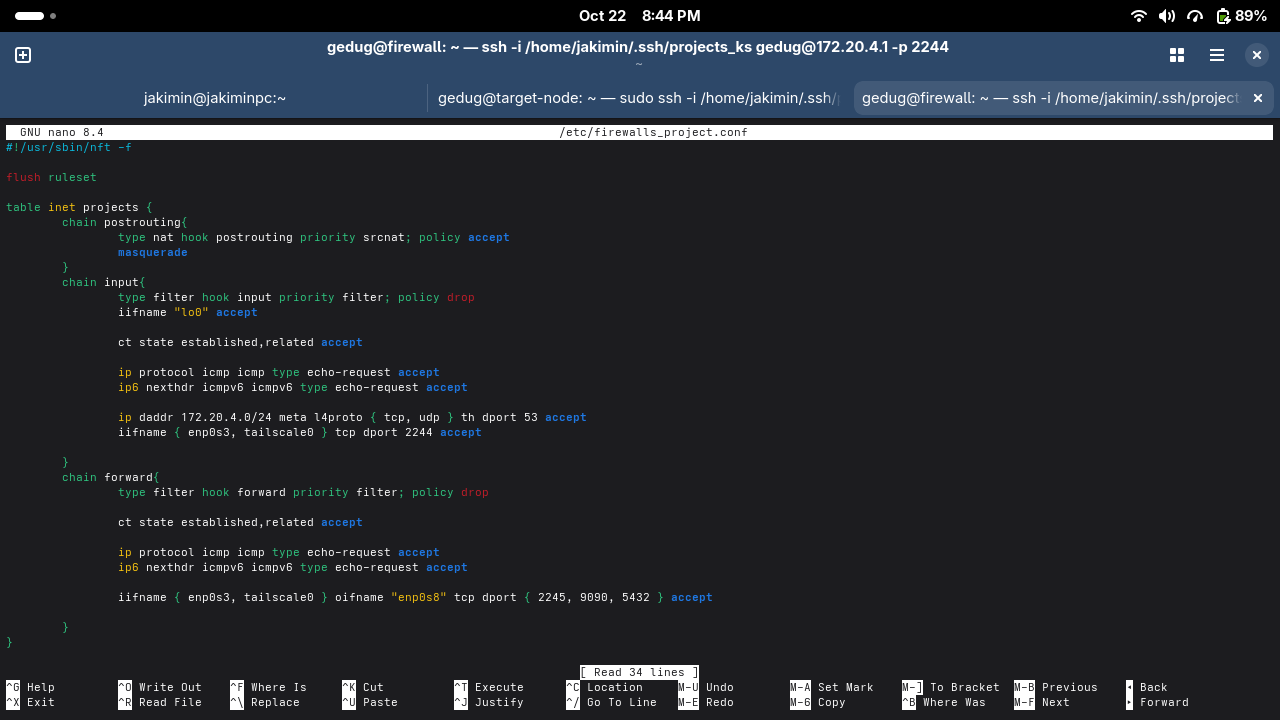 Oct 22 8:44 PM 89%
gedug@firewall: ~ — ssh -i /home/jakimin/.ssh/projects_ks gedug@172.20.4.1 -p 2244
~
jakimin@jakiminpc:~ gedug@target-node: ~ — sudo ssh -i /home/jakimin/.ssh/ gedug@firewall: ~ — ssh -i /home/jakimin/.ssh/project
GNU nano 8.4 /etc/firewalls_project.conf
#!/usr/sbin/nft -f
flush ruleset
table inet projects {
chain postrouting{
type nat hook postrouting priority srcnat; policy accept
masquerade
}
chain input{
type filter hook input priority filter; policy drop
iifname "lo0" accept
ct state established,related accept
ip protocol icmp icmp type echo-request accept
ip6 nexthdr icmpv6 icmpv6 type echo-request accept
ip daddr 172.20.4.0/24 meta l4proto { tcp, udp } th dport 53 accept
iifname { enp0s3, tailscale0 } tcp dport 2244 accept
}
chain forward{
type filter hook forward priority filter; policy drop
ct state established,related accept
ip protocol icmp icmp type echo-request accept
ip6 nexthdr icmpv6 icmpv6 type echo-request accept
iifname { enp0s3, tailscale0 } oifname "enp0s8" tcp dport { 2245, 9090, 5432 } accept
}
}
[ Read 34 lines ]
^G Help ^O Write Out ^F Where Is ^K Cut ^T Execute ^C Location M-U Undo M-A Set Mark M-] To Bracket M-B Previous ◂ Back
^X Exit ^R Read File ^\ Replace ^U Paste ^J Justify ^/ Go To Line M-E Redo M-6 Copy ^B Where Was M-F Next ▸ Forward